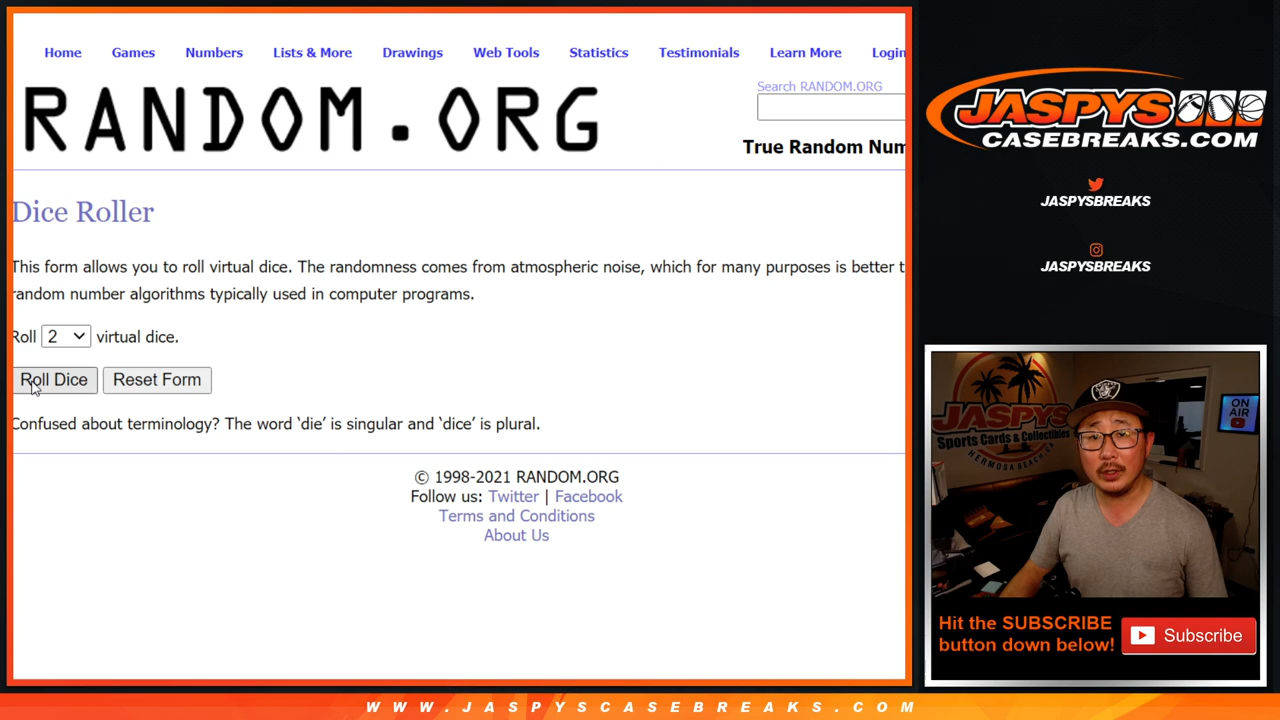 Home Games Numbers Lists & More Drawings Web Tools Statistics Testimonials Learn More Login
RANDOM.ORG
Search RANDOM.ORG
True Random Num
Dice Roller
This form allows you to roll virtual dice. The randomness comes from atmospheric noise, which for many purposes is better t
random number algorithms typically used in computer programs.
Roll 2 virtual dice.
Roll Dice Reset Form
Confused about terminology? The word ‘die’ is singular and ‘dice’ is plural.
© 1998-2021 RANDOM.ORG
Follow us: Twitter | Facebook
Terms and Conditions
About Us
JASPYS
CASEBREAKS.COM
JASPYSBREAKS
JASPYSBREAKS
JASPYS
Sports Cards & Collectibles
HERMOSA BEACH,
ON
AIR
Hit the SUBSCRIBE
button down below!
Subscribe
WWW.JASPYSCASEBREAKS.COM